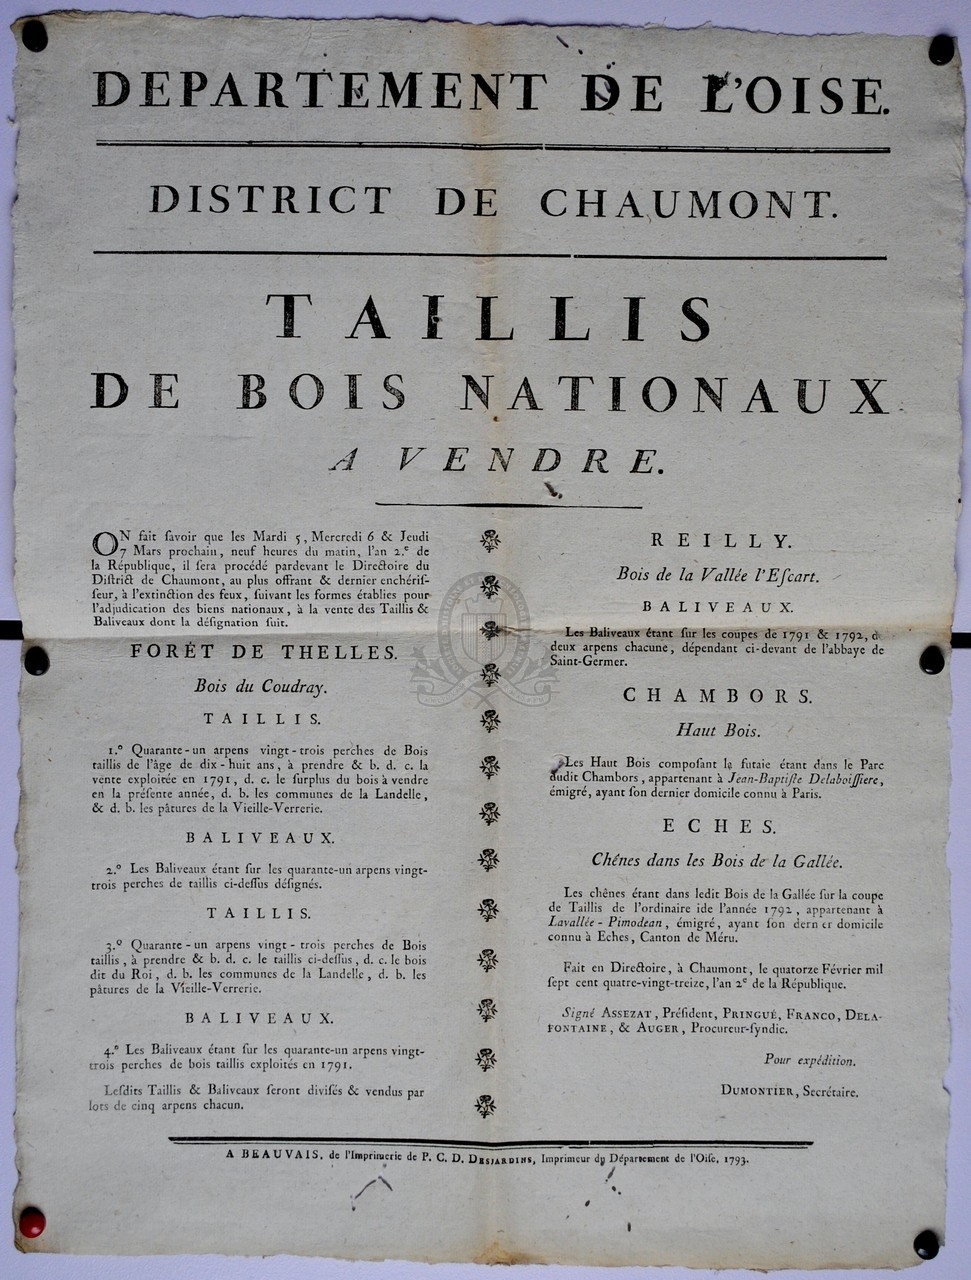 DEPARTEMENT DE L'OISE.
DISTRICT DE CHAUMONT.
TAILLIS
DE BOIS NATIONAUX
A VENDRE.
ON fait ſavoir que les Mardi 5, Mercredi 6 & Jeudi
7 Mars prochain, neuf heures du matin, l'an 2.e de
la République, il ſera procédé pardevant le Directoire du
Diſtrict de Chaumont, au plus offrant & dernier enchériſ-
ſeur, à l'extinction des feux, ſuivant les formes établies pour
l'adjudication des biens nationaux, à la vente des Taillis &
Baliveaux dont la déſignation ſuit.
FORÊT DE THELLES.
Bois du Coudray.
TAILLIS.
1.º Quarante-un arpens vingt-trois perches de Bois
taillis de l'âge de dix-huit ans, à prendre & b. d. c. la
vente exploitée en 1791, d. c. le ſurplus du bois à vendre
en la préſente année, d. b. les communes de la Landelle,
& d. b. les pâtures de la Vieille-Verrerie.
BALIVEAUX.
2.º Les Baliveaux étant ſur les quarante-un arpens vingt-
trois perches de taillis ci-deſſus déſignés.
TAILLIS.
3.º Quarante-un arpens vingt-trois perches de Bois
taillis, à prendre & b. d. c. le taillis ci-deſſus, d. c. le bois
dit du Roi, d. b. les communes de la Landelle, d. b. les
pâtures de la Vieille-Verrerie.
BALIVEAUX.
4.º Les Baliveaux étant ſur les quarante-un arpens vingt-
trois perches de bois taillis exploités en 1791.
Leſdits Taillis & Baliveaux ſeront diviſés & vendus par
lots de cinq arpens chacun.
REILLY.
Bois de la Vallée l'Eſcart.
BALIVEAUX.
Les Baliveaux étant ſur les coupes de 1791 & 1792, d
deux arpens chacune, dépendant ci-devant de l'abbaye de
Saint-Germer.
CHAMBORS.
Haut Bois.
Les Haut Bois compoſant la futaie étant dans le Parc
dudit Chambors, appartenant à Jean-Baptiſte Delaboiſſiere,
émigré, ayant ſon dernier domicile connu à Paris.
ECHES.
Chênes dans les Bois de la Gallée.
Les chênes étant dans ledit Bois de la Gallée ſur la coupe
de Taillis de l'ordinaire ide l'année 1792, appartenant à
Lavallée-Pimodean, émigré, ayant ſon dernier domicile
connu à Eches, Canton de Méru.
Fait en Directoire, à Chaumont, le quatorze Février mil
ſept cent quatre-vingt-treize, l'an 2e de la République.
Signé ASSEZAT, Préſident, PRINGUÉ, FRANCO, DELA-
FONTAINE, & AUGER, Procureur-ſyndic.
Pour expédition.
DUMONTIER, Secrétaire.
A BEAUVAIS, de l'Imprimerie de P. C. D. DESJARDINS, Imprimeur du Département de l'Oiſe, 1793.